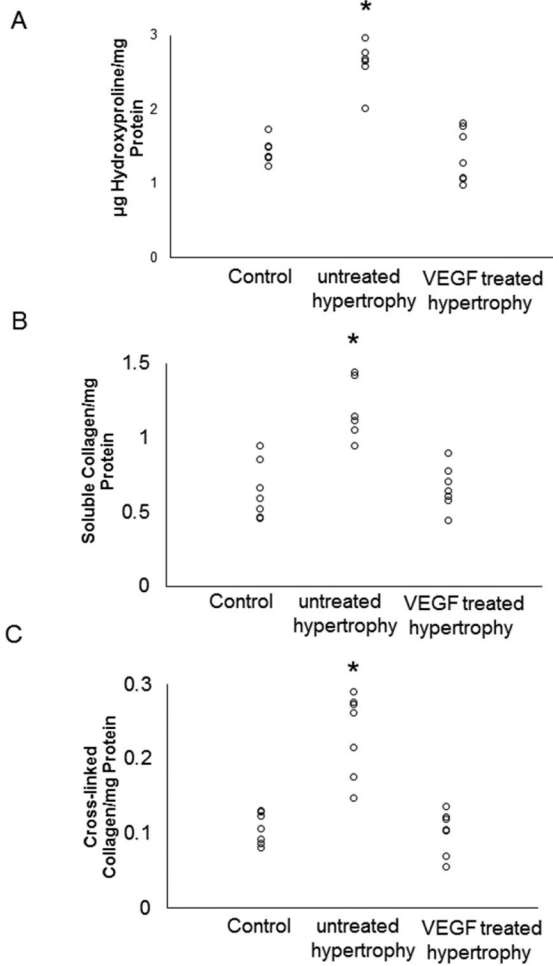 A
*
µg Hydroxyproline/mg
Protein
3
2
1
0
Control
untreated
hypertrophy
VEGF treated
hypertrophy
B
*
Soluble Collagen/mg
Protein
1.5
1
0.5
0
Control
untreated
hypertrophy
VEGF treated
hypertrophy
C
*
Cross-linked
Collagen/mg Protein
0.3
0.2
0.1
0
Control
untreated
hypertrophy
VEGF treated
hypertrophy